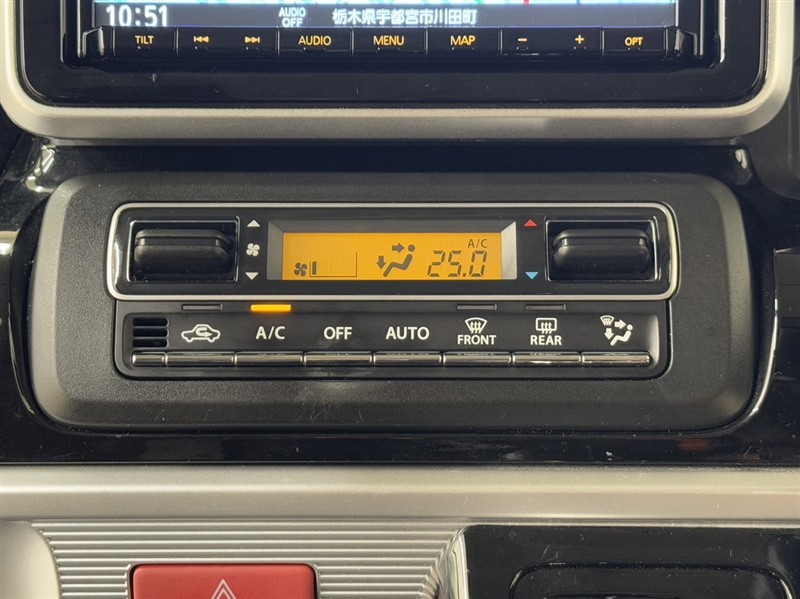 10:51 AUDIO OFF 栃木県宇都宮市川田町
TILT AUDIO MENU MAP - + OPT
A/C
25.0
A/C OFF AUTO FRONT REAR